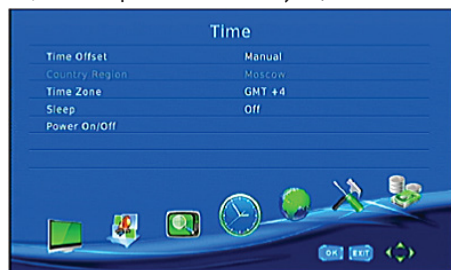 Time
Time Offset Manual
Country Region Moscow
Time Zone GMT +4
Sleep Off
Power On/Off
OK EXIT